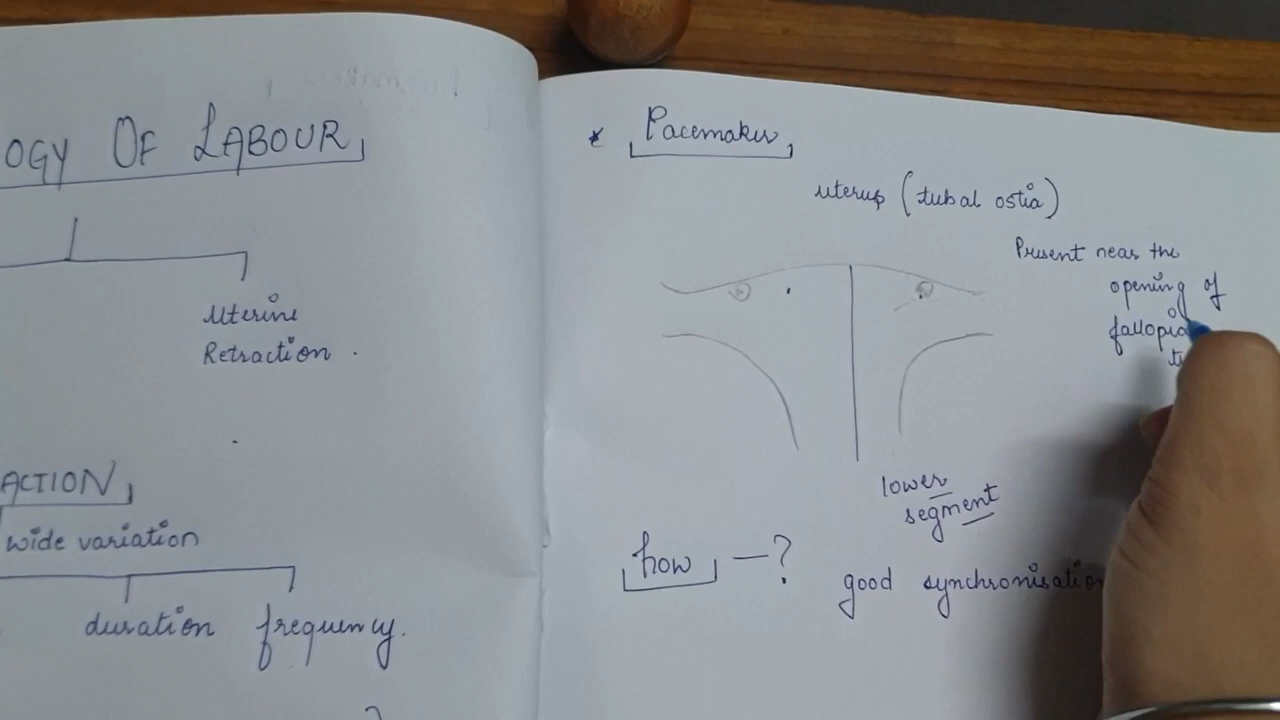 OGY OF LABOUR
Uterine
Retraction.
ACTION
wide variation
duration frequency.
* Pacemaker
uterus (tubal ostia)
Present near the
opening of
lower
segment
how —?
good synchronisation